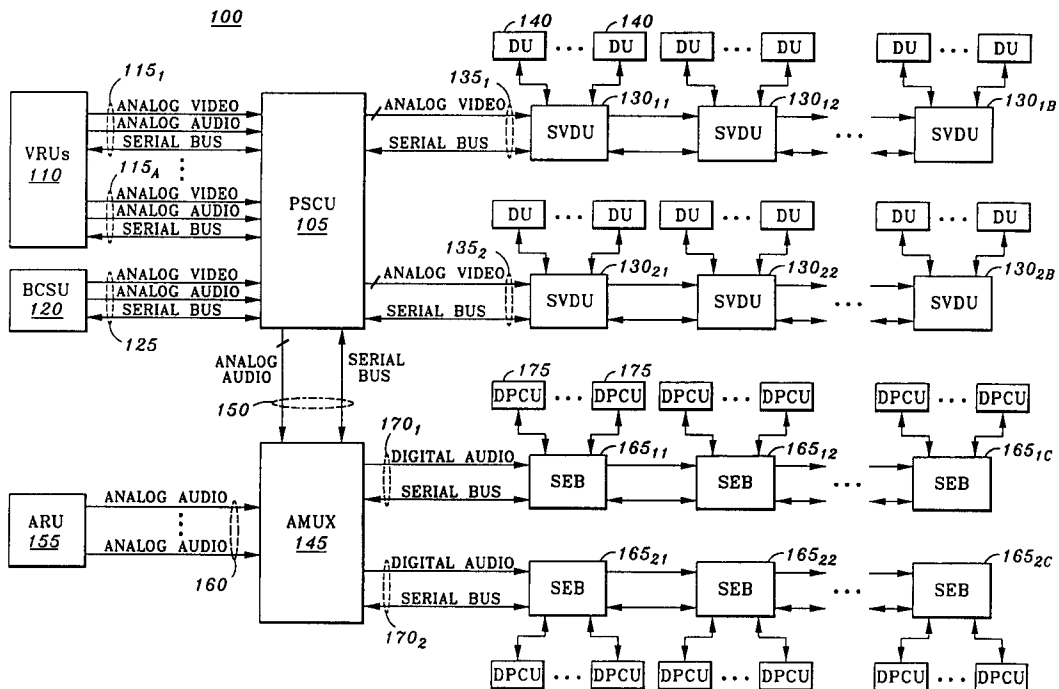 100
140
140
DU ... DU
DU ... DU
DU ... DU
115₁
135₁
130₁₁
130₁₂
130₁B
ANALOG VIDEO
ANALOG AUDIO
SERIAL BUS
ANALOG VIDEO
SERIAL BUS
SVDU
SVDU
...
SVDU
VRUs
110
115A
ANALOG VIDEO
ANALOG AUDIO
SERIAL BUS
PSCU
105
DU ... DU
DU ... DU
DU ... DU
135₂
130₂₁
130₂₂
130₂B
BCSU
120
ANALOG VIDEO
ANALOG AUDIO
SERIAL BUS
125
ANALOG VIDEO
SERIAL BUS
SVDU
SVDU
...
SVDU
ANALOG
AUDIO
SERIAL
BUS
150
175
175
DPCU ... DPCU
DPCU ... DPCU
DPCU ... DPCU
170₁
165₁₁
165₁₂
165₁C
DIGITAL AUDIO
SERIAL BUS
SEB
SEB
...
SEB
ARU
155
ANALOG AUDIO
ANALOG AUDIO
160
AMUX
145
165₂₁
165₂₂
165₂C
DIGITAL AUDIO
SERIAL BUS
170₂
SEB
SEB
...
SEB
DPCU ... DPCU
DPCU ... DPCU
DPCU ... DPCU